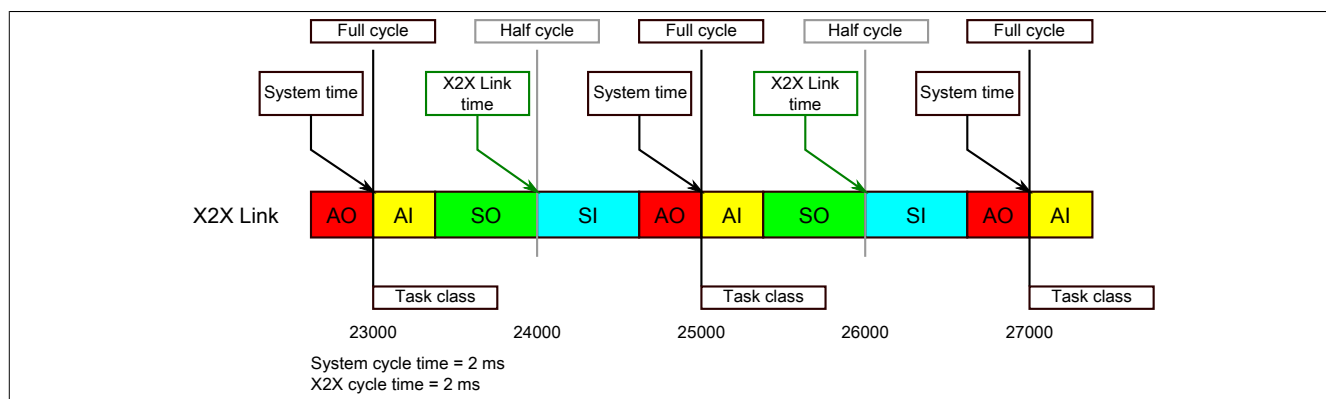 Full cycle
Half cycle
Full cycle
Half cycle
Full cycle
System time
X2X Link
time
System time
X2X Link
time
System time
X2X Link
AO
AI
SO
SI
AO
AI
SO
SI
AO
AI
Task class
Task class
Task class
23000
24000
25000
26000
27000
System cycle time = 2 ms
X2X cycle time = 2 ms